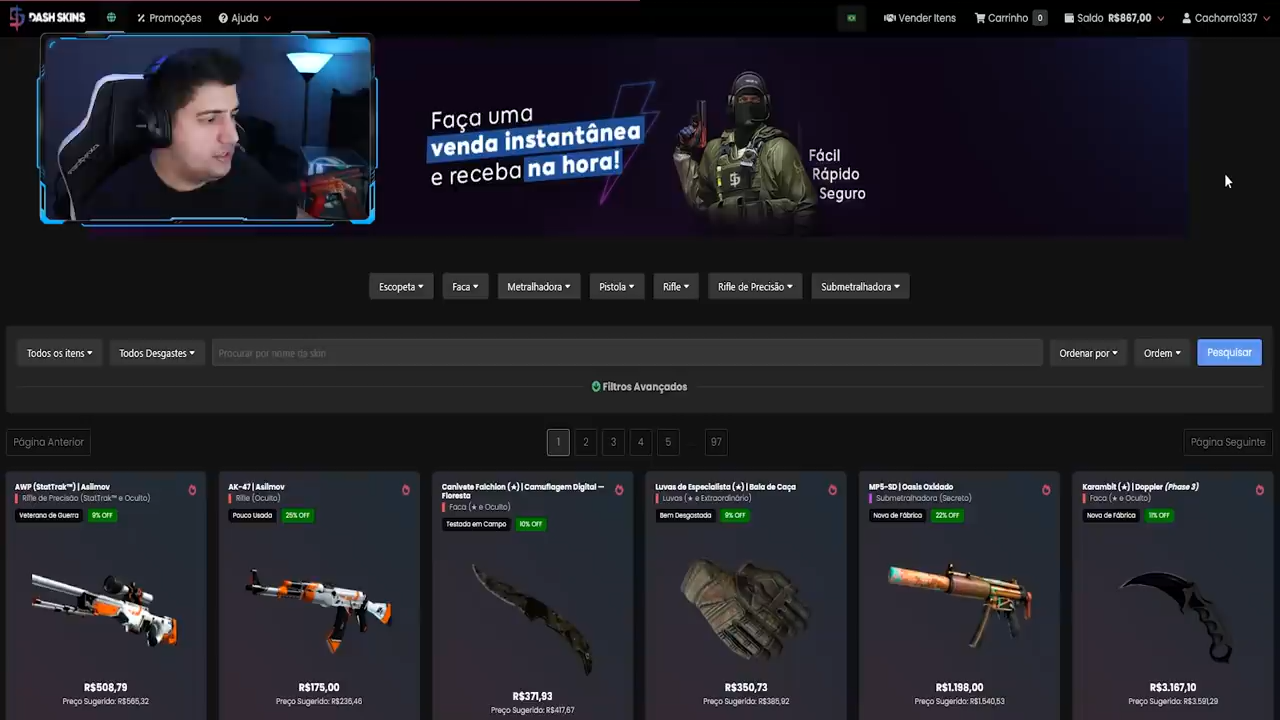 DASH SKINS
Promoções
Ajuda
Vender Itens
Carrinho 0
Saldo R$867,00
Cachorro1337
Faça uma
venda instantânea
e receba na hora!
Fácil
Rápido
Seguro
Escopeta
Faca
Metralhadora
Pistola
Rifle
Rifle de Precisão
Submetralhadora
Todos os itens
Todos Desgastes
Procurar por nome da skin
Ordenar por
Ordem
Pesquisar
Filtros Avançados
Página Anterior
1 2 3 4 5 ... 97
Página Seguinte
AWP (StatTrak™) | Asiimov
Rifle de Precisão (StatTrak™ e Oculto)
Veterano de Guerra 9% OFF
R$508,79
Preço Sugerido: R$565,32
AK-47 | Asiimov
Rifle (Oculto)
Pouco Usada 25% OFF
R$175,00
Preço Sugerido: R$236,46
Canivete Falchion (★) | Camuflagem Digital —
Floresta
Faca (★ e Oculto)
Testada em Campo 10% OFF
R$371,93
Preço Sugerido: R$417,67
Luvas de Especialista (★) | Bala de Caça
Luvas (★ e Extraordinário)
Bem Desgastada 9% OFF
R$350,73
Preço Sugerido: R$385,92
MP5-SD | Oasis Oxidado
Submetralhadora (Secreto)
Nova de Fábrica 22% OFF
R$1.198,00
Preço Sugerido: R$1.540,53
Karambit (★) | Doppler (Phase 3)
Faca (★ e Oculto)
Nova de Fábrica 11% OFF
R$3.167,10
Preço Sugerido: R$3.591,29